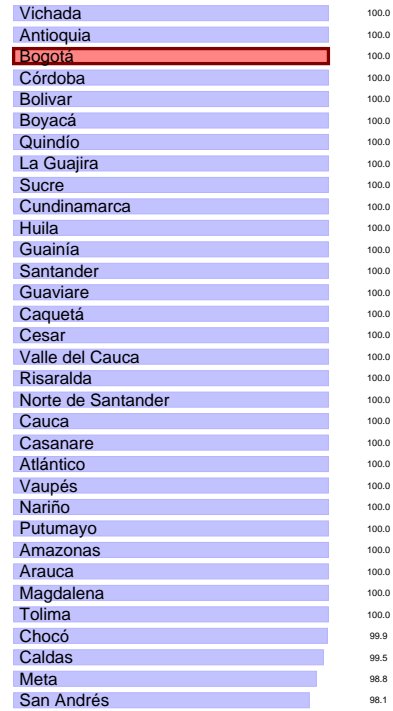 Vichada 100.0
Antioquia 100.0
Bogotá 100.0
Córdoba 100.0
Bolivar 100.0
Boyacá 100.0
Quindío 100.0
La Guajira 100.0
Sucre 100.0
Cundinamarca 100.0
Huila 100.0
Guainía 100.0
Santander 100.0
Guaviare 100.0
Caquetá 100.0
Cesar 100.0
Valle del Cauca 100.0
Risaralda 100.0
Norte de Santander 100.0
Cauca 100.0
Casanare 100.0
Atlántico 100.0
Vaupés 100.0
Nariño 100.0
Putumayo 100.0
Amazonas 100.0
Arauca 100.0
Magdalena 100.0
Tolima 100.0
Chocó 99.9
Caldas 99.5
Meta 98.8
San Andrés 98.1